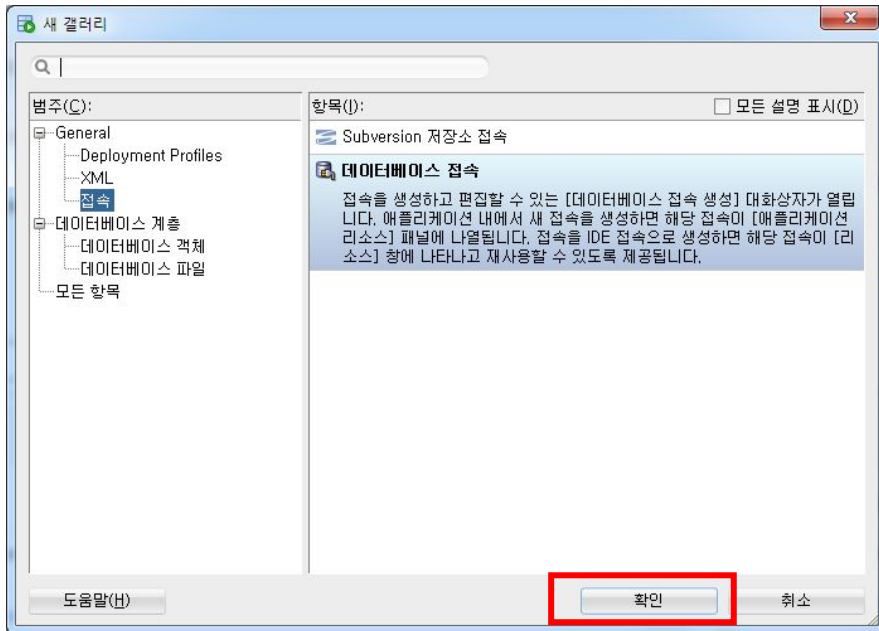 새 갤러리
범주(C):
General
Deployment Profiles
XML
접속
데이터베이스 계층
데이터베이스 객체
데이터베이스 파일
모든 항목
항목(I):
모든 설명 표시(D)
Subversion 저장소 접속
데이터베이스 접속
접속을 생성하고 편집할 수 있는 [데이터베이스 접속 생성] 대화상자가 열립
니다. 애플리케이션 내에서 새 접속을 생성하면 해당 접속이 [애플리케이션
리소스] 패널에 나열됩니다. 접속을 IDE 접속으로 생성하면 해당 접속이 [리
소스] 창에 나타나고 재사용할 수 있도록 제공됩니다.
도움말(H)
확인
취소